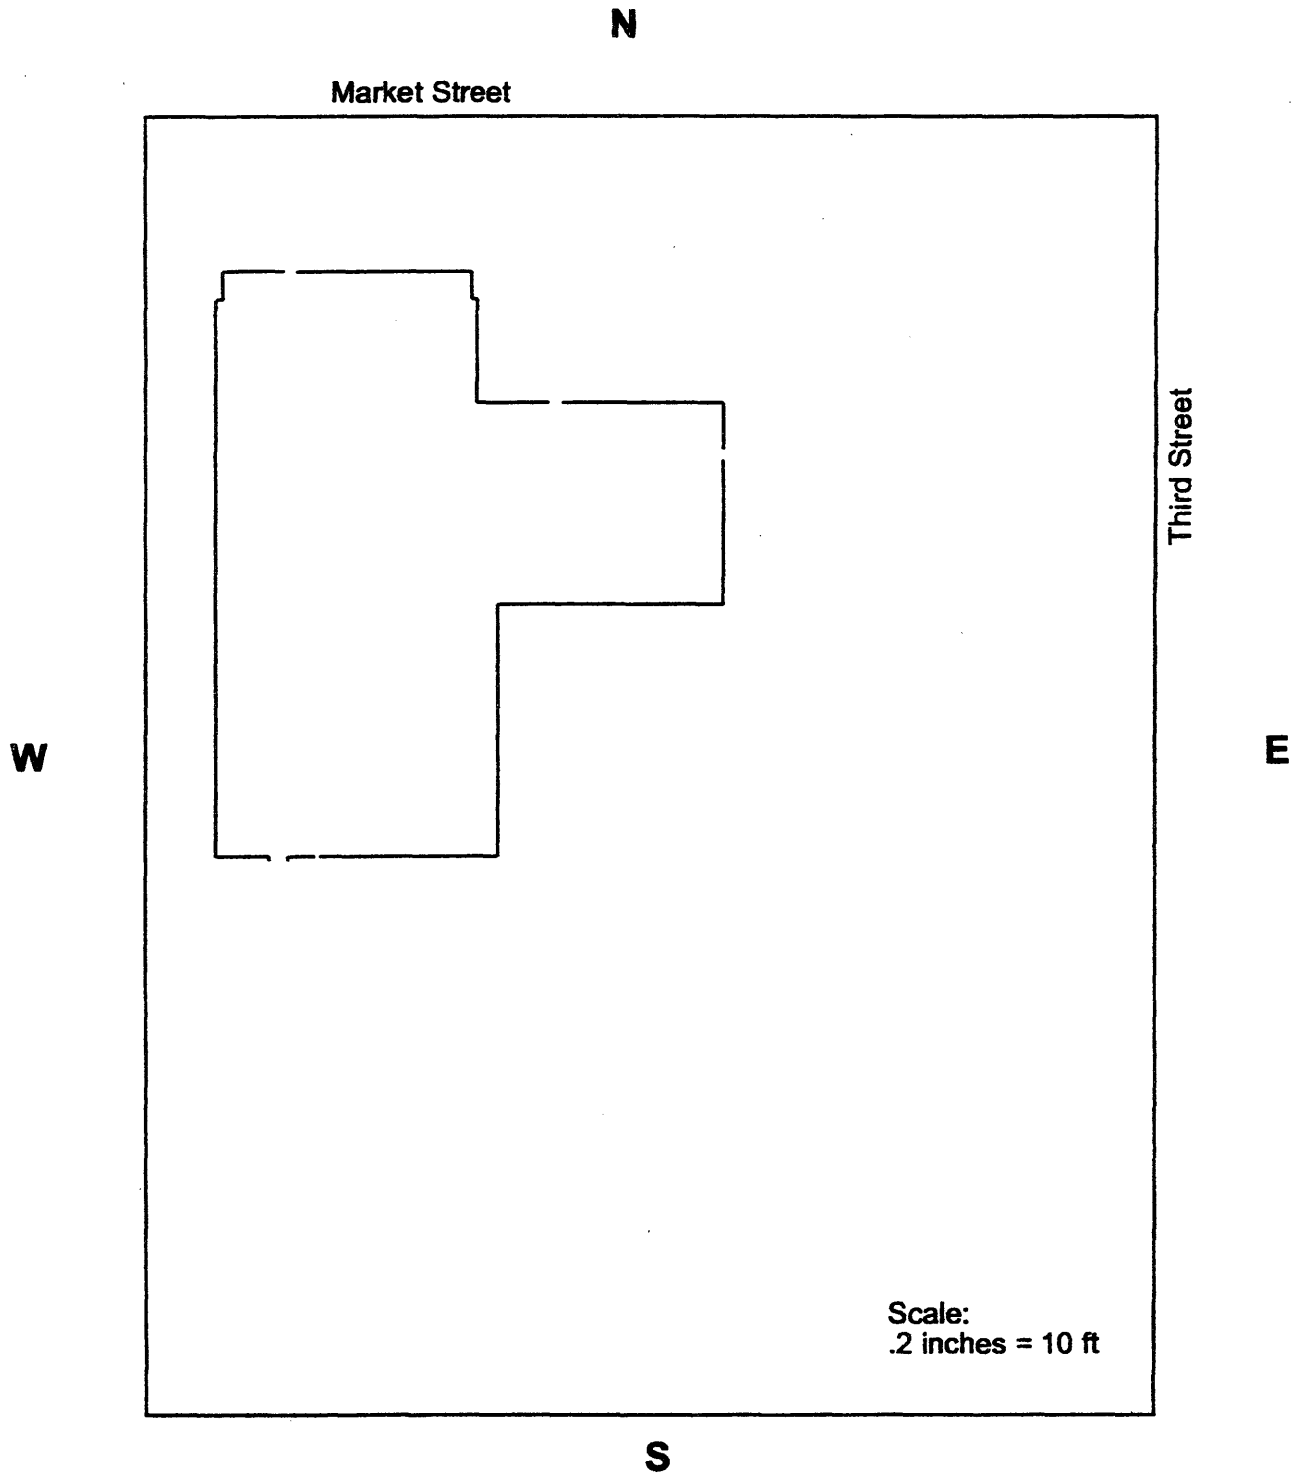 N
Market Street
Third Street
W
E
Scale:
.2 inches = 10 ft
S